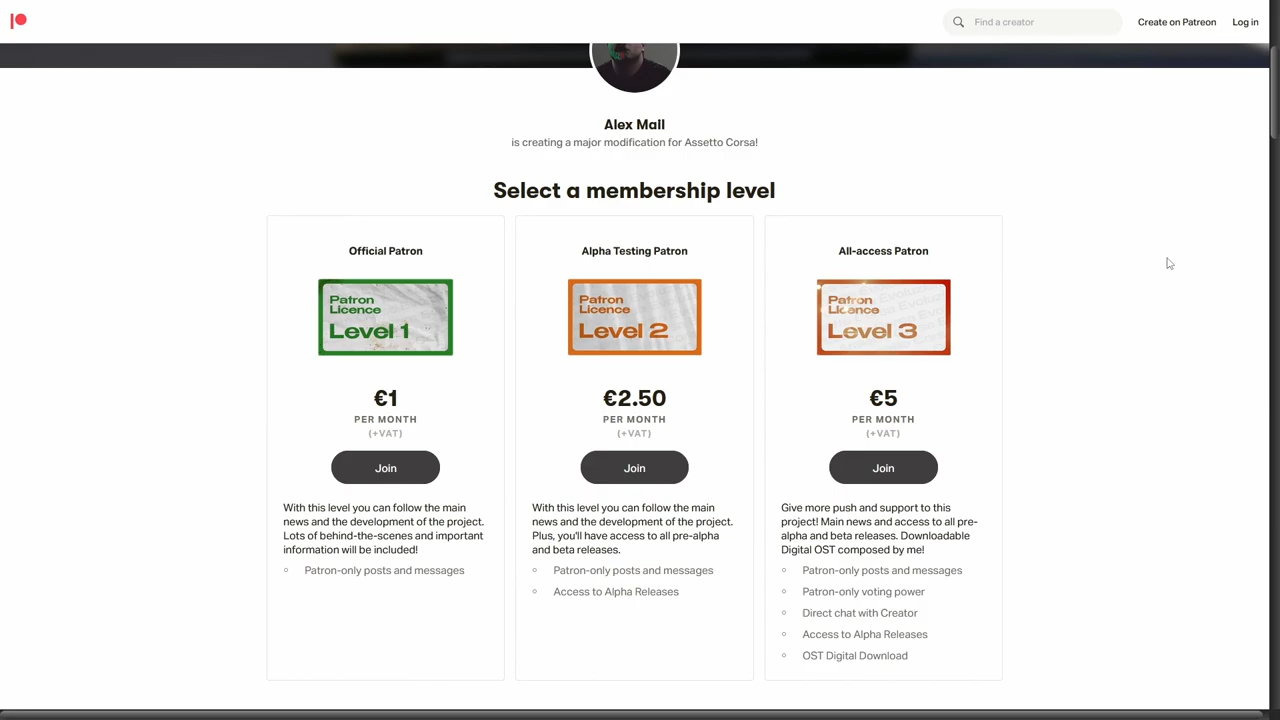 Find a creator
Create on Patreon
Log in
Alex Mall
is creating a major modification for Assetto Corsa!
Select a membership level
Official Patron
Patron
Licence
Level 1
€1
PER MONTH
(+VAT)
Join
With this level you can follow the main
news and the development of the project.
Lots of behind-the-scenes and important
information will be included!
Patron-only posts and messages
Alpha Testing Patron
Patron
Licence
Level 2
€2.50
PER MONTH
(+VAT)
Join
With this level you can follow the main
news and the development of the project.
Plus, you'll have access to all pre-alpha
and beta releases.
Patron-only posts and messages
Access to Alpha Releases
All-access Patron
Patron
Licence
Level 3
€5
PER MONTH
(+VAT)
Join
Give more push and support to this
project! Main news and access to all pre-
alpha and beta releases. Downloadable
Digital OST composed by me!
Patron-only posts and messages
Patron-only voting power
Direct chat with Creator
Access to Alpha Releases
OST Digital Download